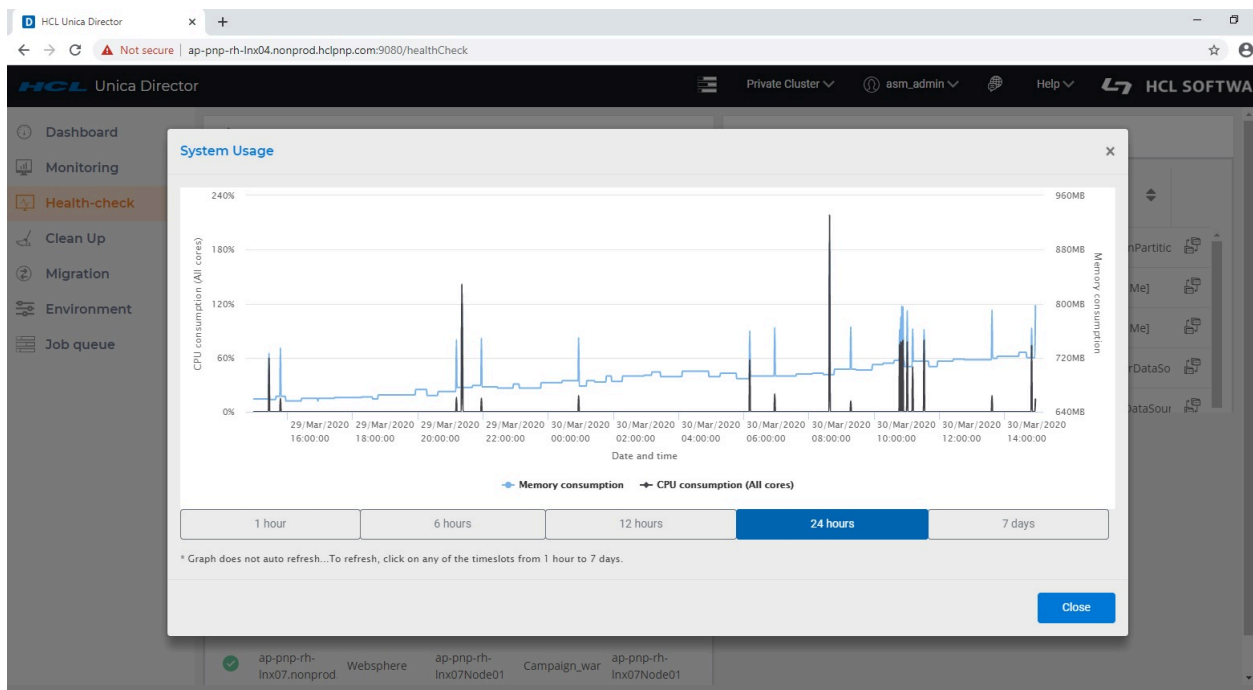 HCL Unica Director
Not secure | ap-pnp-rh-lnx04.nonprod.hclpnp.com:9080/healthCheck
HCL Unica Director
Private Cluster
asm_admin
Help
HCL SOFTWA
Dashboard
Monitoring
Health-check
Clean Up
Migration
Environment
Job queue
System Usage
240%
180%
120%
60%
0%
CPU consumption (All cores)
960MB
880MB
800MB
720MB
640MB
Memory consumption
29/Mar/2020 29/Mar/2020 29/Mar/2020 29/Mar/2020 30/Mar/2020 30/Mar/2020 30/Mar/2020 30/Mar/2020 30/Mar/2020 30/Mar/2020 30/Mar/2020 30/Mar/2020
16:00:00 18:00:00 20:00:00 22:00:00 00:00:00 02:00:00 04:00:00 06:00:00 08:00:00 10:00:00 12:00:00 14:00:00
Date and time
Memory consumption CPU consumption (All cores)
1 hour 6 hours 12 hours 24 hours 7 days
* Graph does not auto refresh...To refresh, click on any of the timeslots from 1 hour to 7 days.
Close
nPartitic
Me]
Me]
rDataSo
DataSour
ap-pnp-rh- ap-pnp-rh- ap-pnp-rh-
Websphere Campaign_war
lnx07.nonprod. lnx07Node01 lnx07Node01